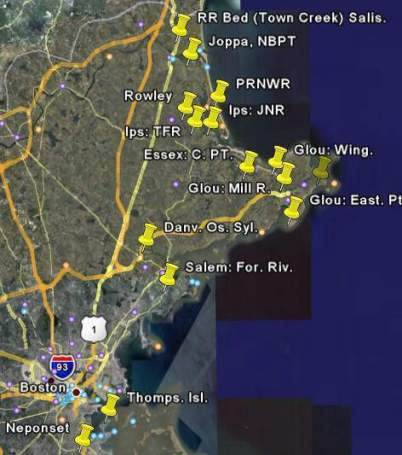 RR Bed (Town Creek) Salis.
Joppa, NBPT
PRNWR
Rowley
Ips: JNR
Ips: TFR
Glou: Wing.
Essex: C. PT.
Glou: Mill R.
Glou: East. Pt
Danv. Os. Syl.
Salem: For. Riv.
1
93
Boston
Thomps. Isl.
Neponset